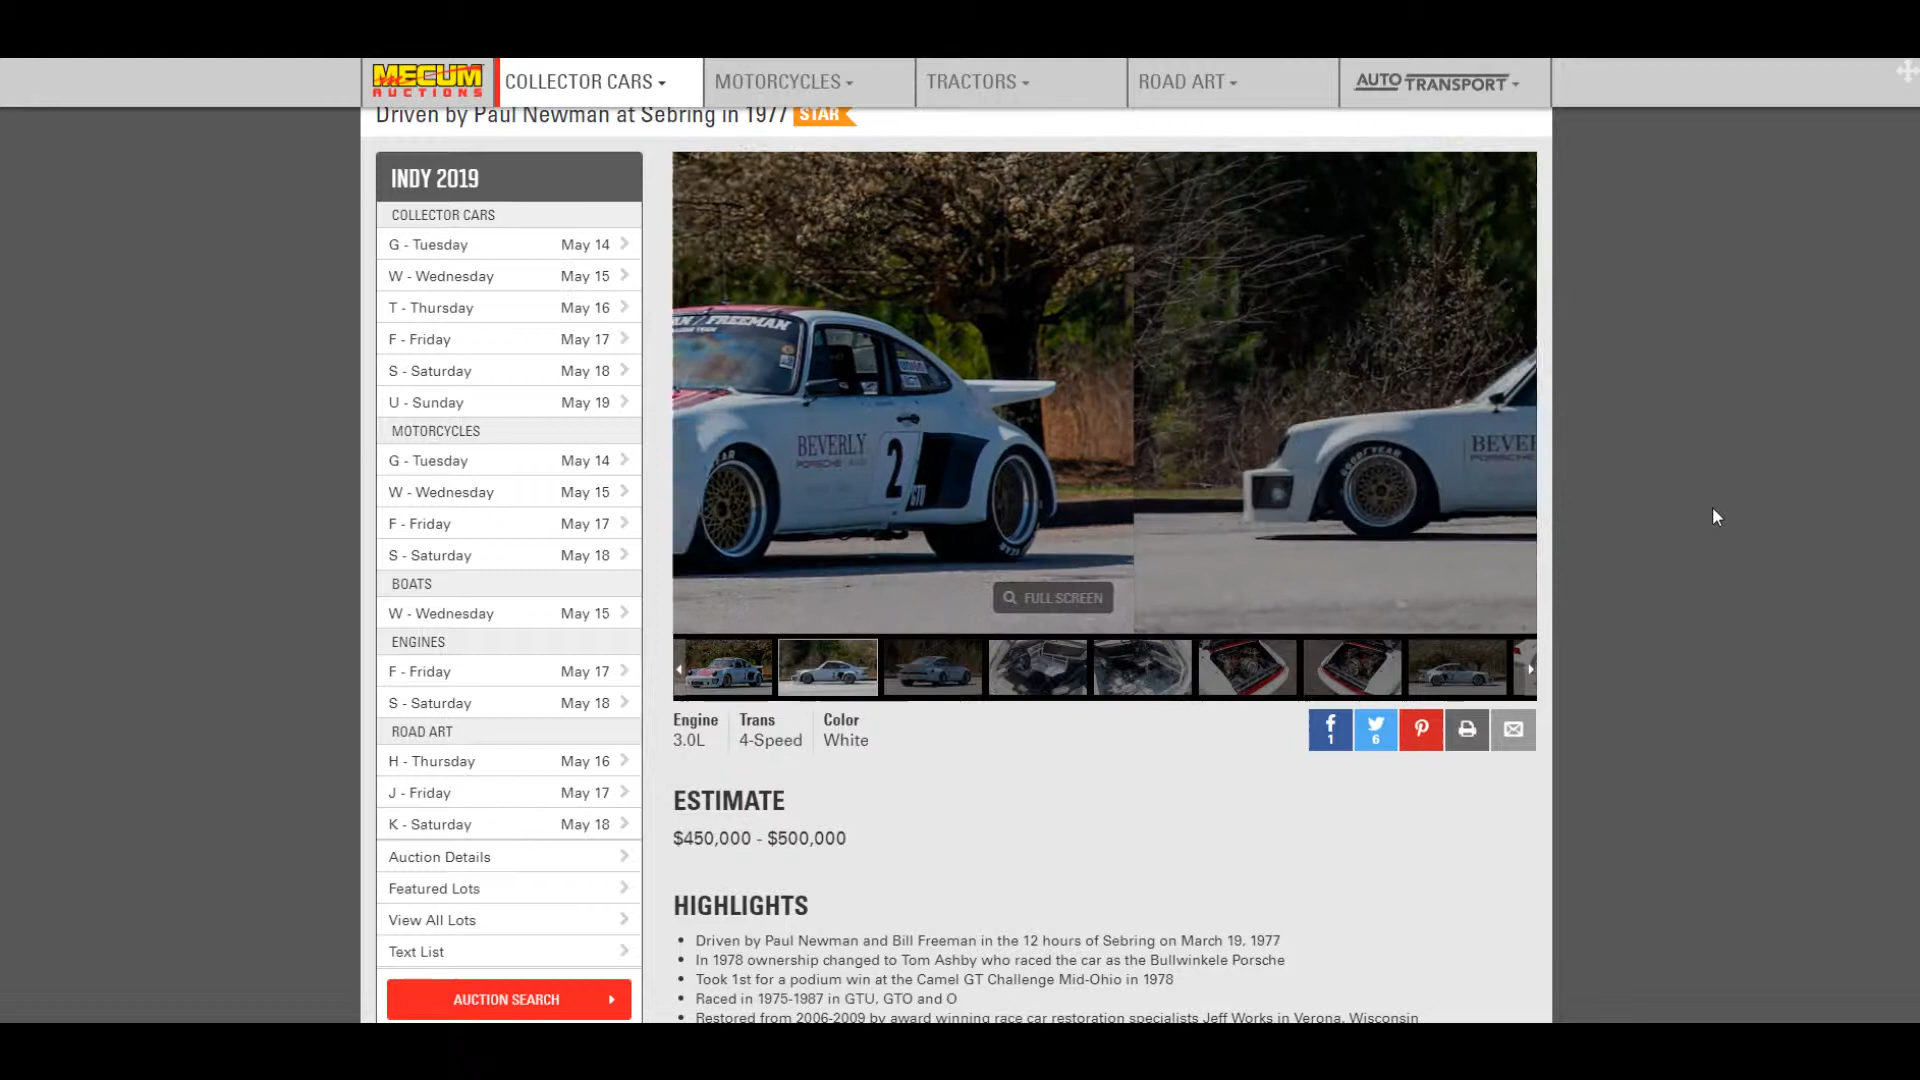 MECUM
AUCTIONS
COLLECTOR CARS
MOTORCYCLES
TRACTORS
ROAD ART
AUTO TRANSPORT
Driven by Paul Newman at Sebring in 1977
STAR
INDY 2019
COLLECTOR CARS
G - Tuesday May 14
W - Wednesday May 15
T - Thursday May 16
F - Friday May 17
S - Saturday May 18
U - Sunday May 19
MOTORCYCLES
G - Tuesday May 14
W - Wednesday May 15
F - Friday May 17
S - Saturday May 18
BOATS
W - Wednesday May 15
ENGINES
F - Friday May 17
S - Saturday May 18
ROAD ART
H - Thursday May 16
J - Friday May 17
K - Saturday May 18
Auction Details
Featured Lots
View All Lots
Text List
AUCTION SEARCH
FREEMAN
BEVERLY
PORSCHE
2
GTU
GOODYEAR
BEVE
PORSCHE
FULL SCREEN
Engine
3.0L
Trans
4-Speed
Color
White
1
6
ESTIMATE
$450,000 - $500,000
HIGHLIGHTS
• Driven by Paul Newman and Bill Freeman in the 12 hours of Sebring on March 19, 1977
• In 1978 ownership changed to Tom Ashby who raced the car as the Bullwinkele Porsche
• Took 1st for a podium win at the Camel GT Challenge Mid-Ohio in 1978
• Raced in 1975-1987 in GTU, GTO and O
• Restored from 2006-2009 by award winning race car restoration specialists Jeff Works in Verona, Wisconsin